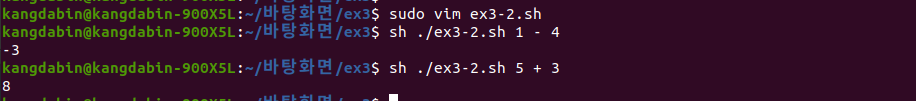 kangdabin@kangdabin-900X5L:~/바탕화면/ex3$ sudo vim ex3-2.sh
kangdabin@kangdabin-900X5L:~/바탕화면/ex3$ sh ./ex3-2.sh 1 - 4
-3
kangdabin@kangdabin-900X5L:~/바탕화면/ex3$ sh ./ex3-2.sh 5 + 3
8